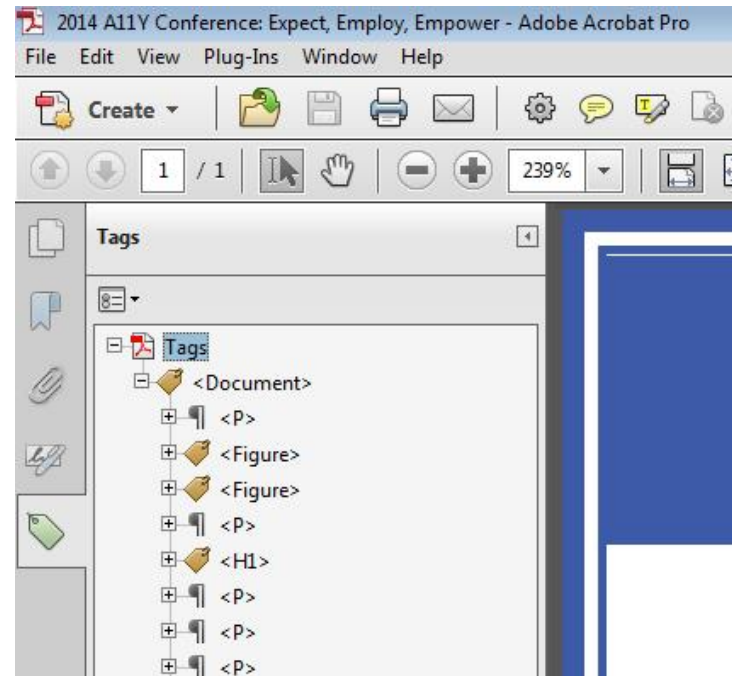 2014 A11Y Conference: Expect, Employ, Empower - Adobe Acrobat Pro
File Edit View Plug-Ins Window Help
Create
1 / 1 239%
Tags
Tags
<Document>
<P>
<Figure>
<Figure>
<P>
<H1>
<P>
<P>
<P>